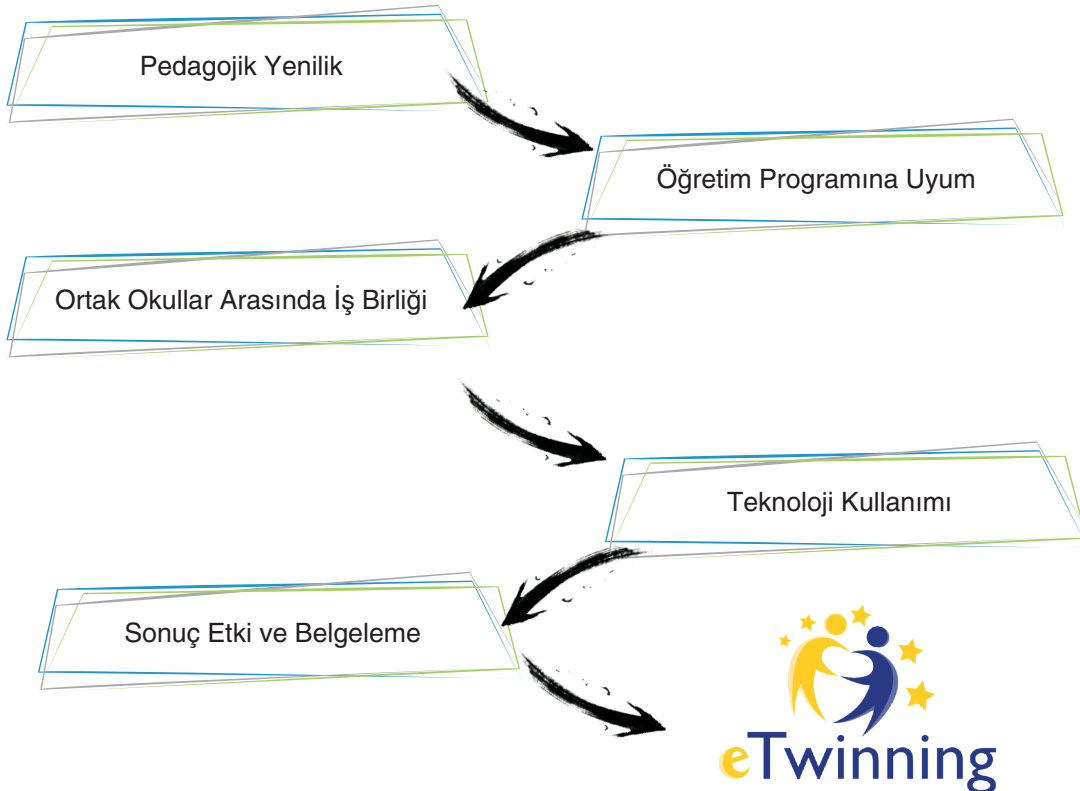 Pedagojik Yenilik
Öğretim Programına Uyum
Ortak Okullar Arasında İş Birliği
Teknoloji Kullanımı
Sonuç Etki ve Belgeleme
eTwinning